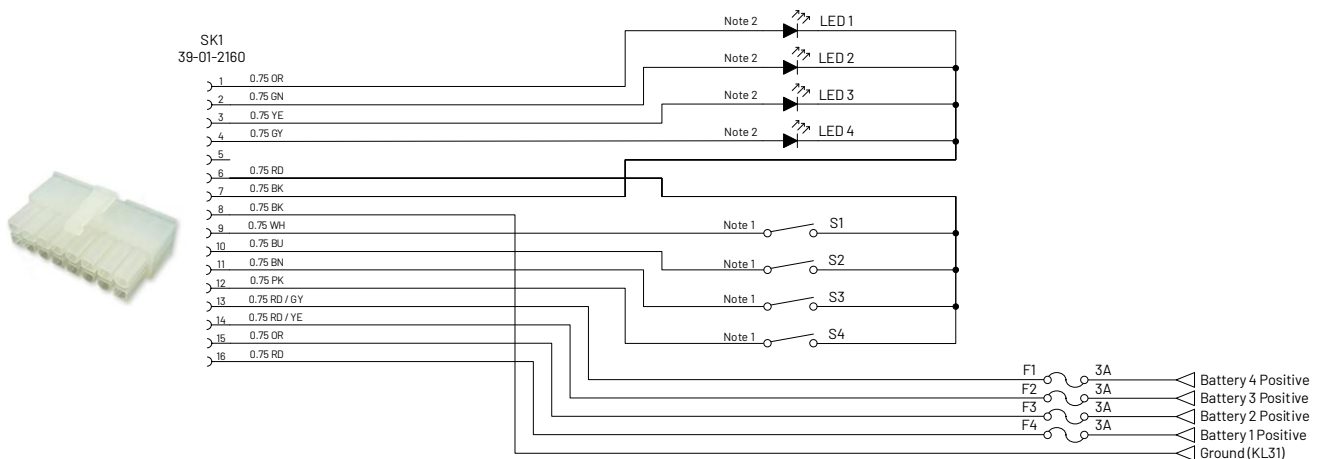 SK1
39-01-2160
Note 2 LED 1
Note 2 LED 2
Note 2 LED 3
Note 2 LED 4
1 0.75 OR
2 0.75 GN
3 0.75 YE
4 0.75 GY
5
6 0.75 RD
7 0.75 BK
8 0.75 BK
9 0.75 WH
10 0.75 BU
11 0.75 BN
12 0.75 PK
13 0.75 RD / GY
14 0.75 RD / YE
15 0.75 OR
16 0.75 RD
Note 1 S1
Note 1 S2
Note 1 S3
Note 1 S4
F1 3A Battery 4 Positive
F2 3A Battery 3 Positive
F3 3A Battery 2 Positive
F4 3A Battery 1 Positive
Ground (KL31)